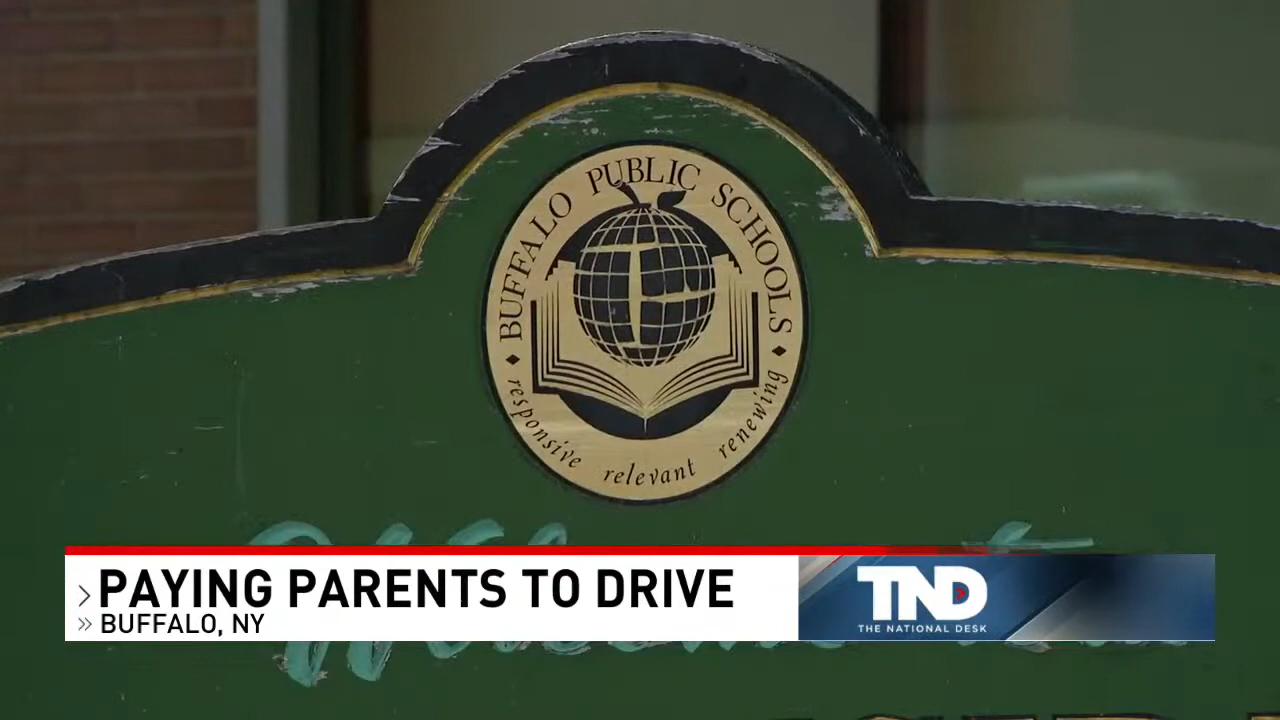 BUFFALO PUBLIC SCHOOLS
responsive relevant renewing
PAYING PARENTS TO DRIVE
BUFFALO, NY
TND
THE NATIONAL DESK